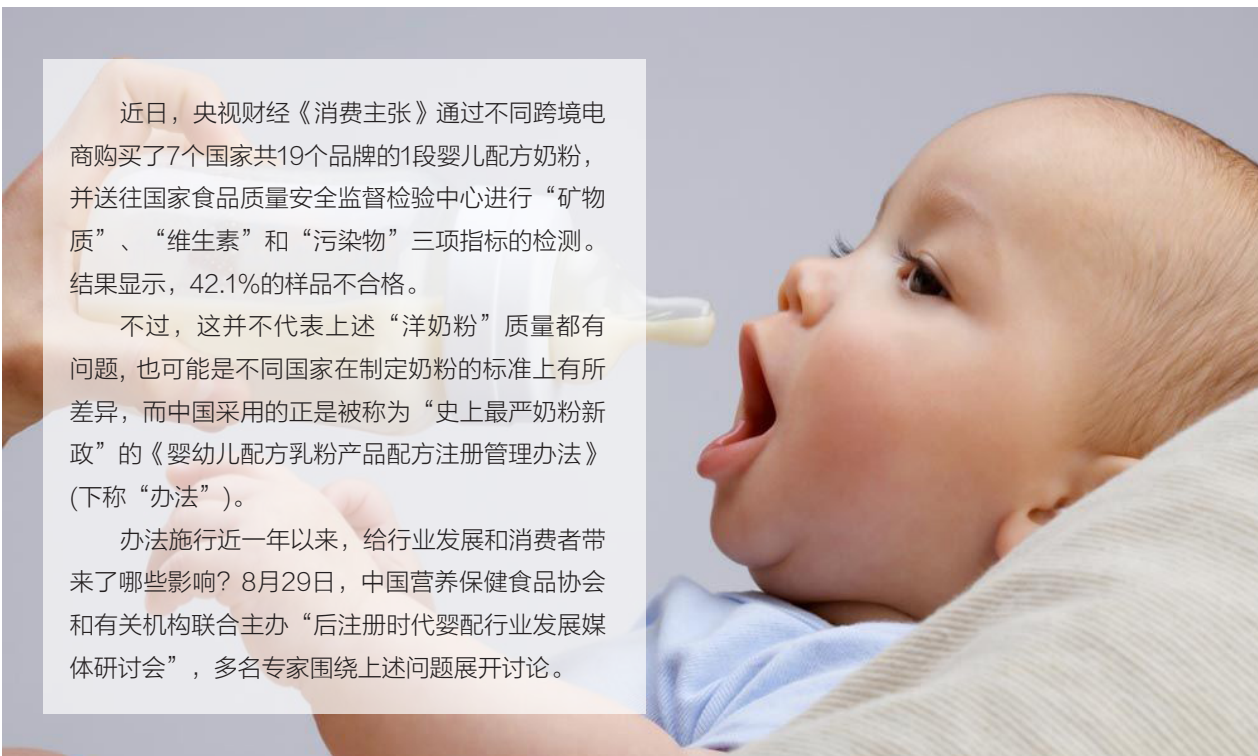 近日，央视财经《消费主张》通过不同跨境电
商购买了7个国家共19个品牌的1段婴儿配方奶粉，
并送往国家食品质量安全监督检验中心进行“矿物
质”、“维生素”和“污染物”三项指标的检测。
结果显示，42.1%的样品不合格。
不过，这并不代表上述“洋奶粉”质量都有
问题, 也可能是不同国家在制定奶粉的标准上有所
差异，而中国采用的正是被称为“史上最严奶粉新
政”的《婴幼儿配方乳粉产品配方注册管理办法》
(下称“办法”)。
办法施行近一年以来，给行业发展和消费者带
来了哪些影响？8月29日，中国营养保健食品协会
和有关机构联合主办“后注册时代婴配行业发展媒
体研讨会”，多名专家围绕上述问题展开讨论。